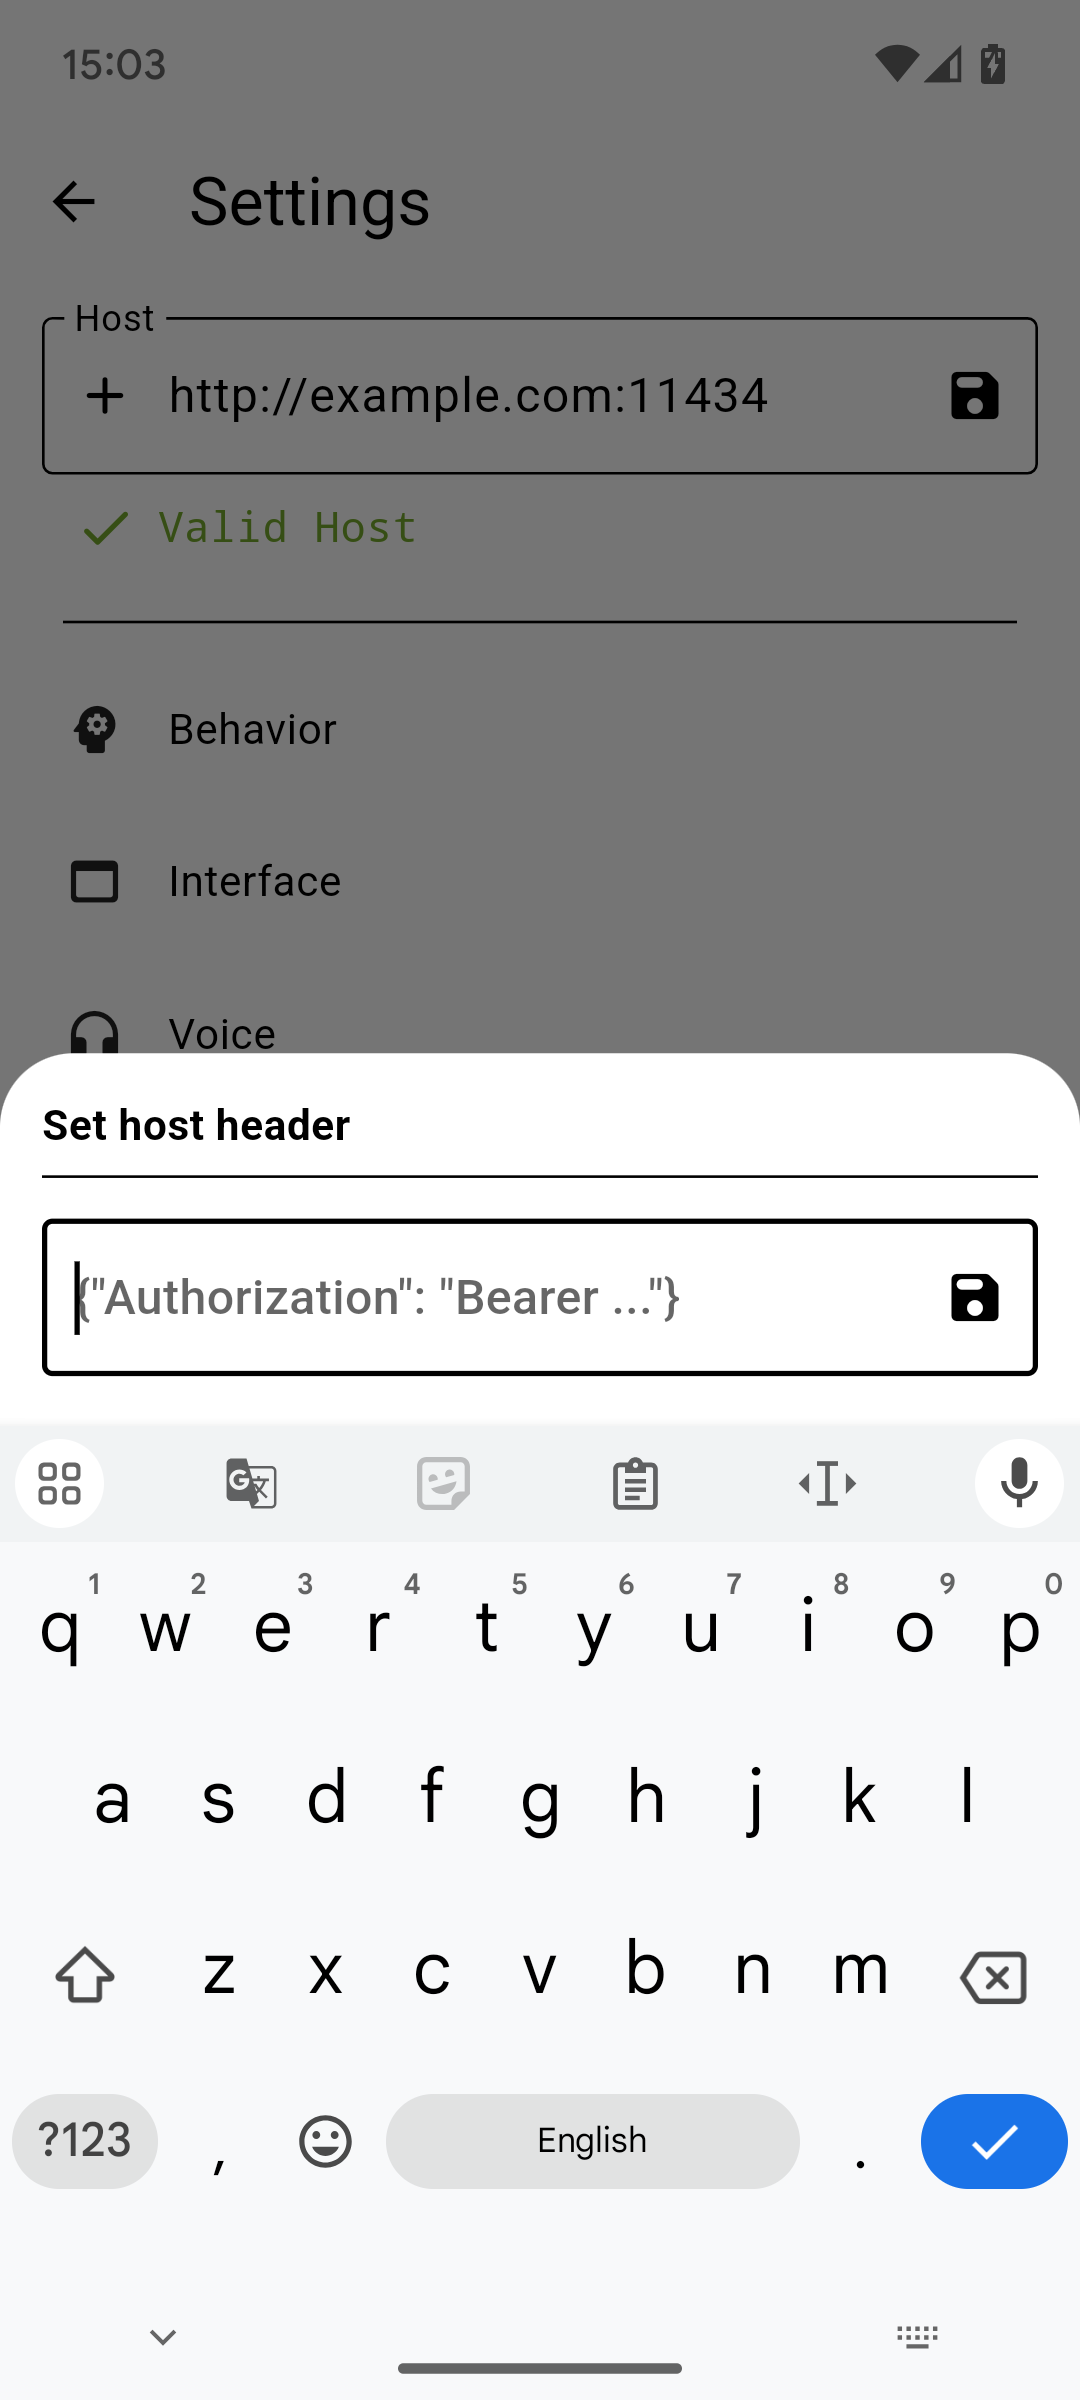 15:03
Settings
Host
http://example.com:11434
Valid Host
Behavior
Interface
Voice
Set host header
{"Authorization": "Bearer ..."}
1 2 3 4 5 6 7 8 9 0
q w e r t y u i o p
a s d f g h j k l
z x c v b n m
?123 , English .